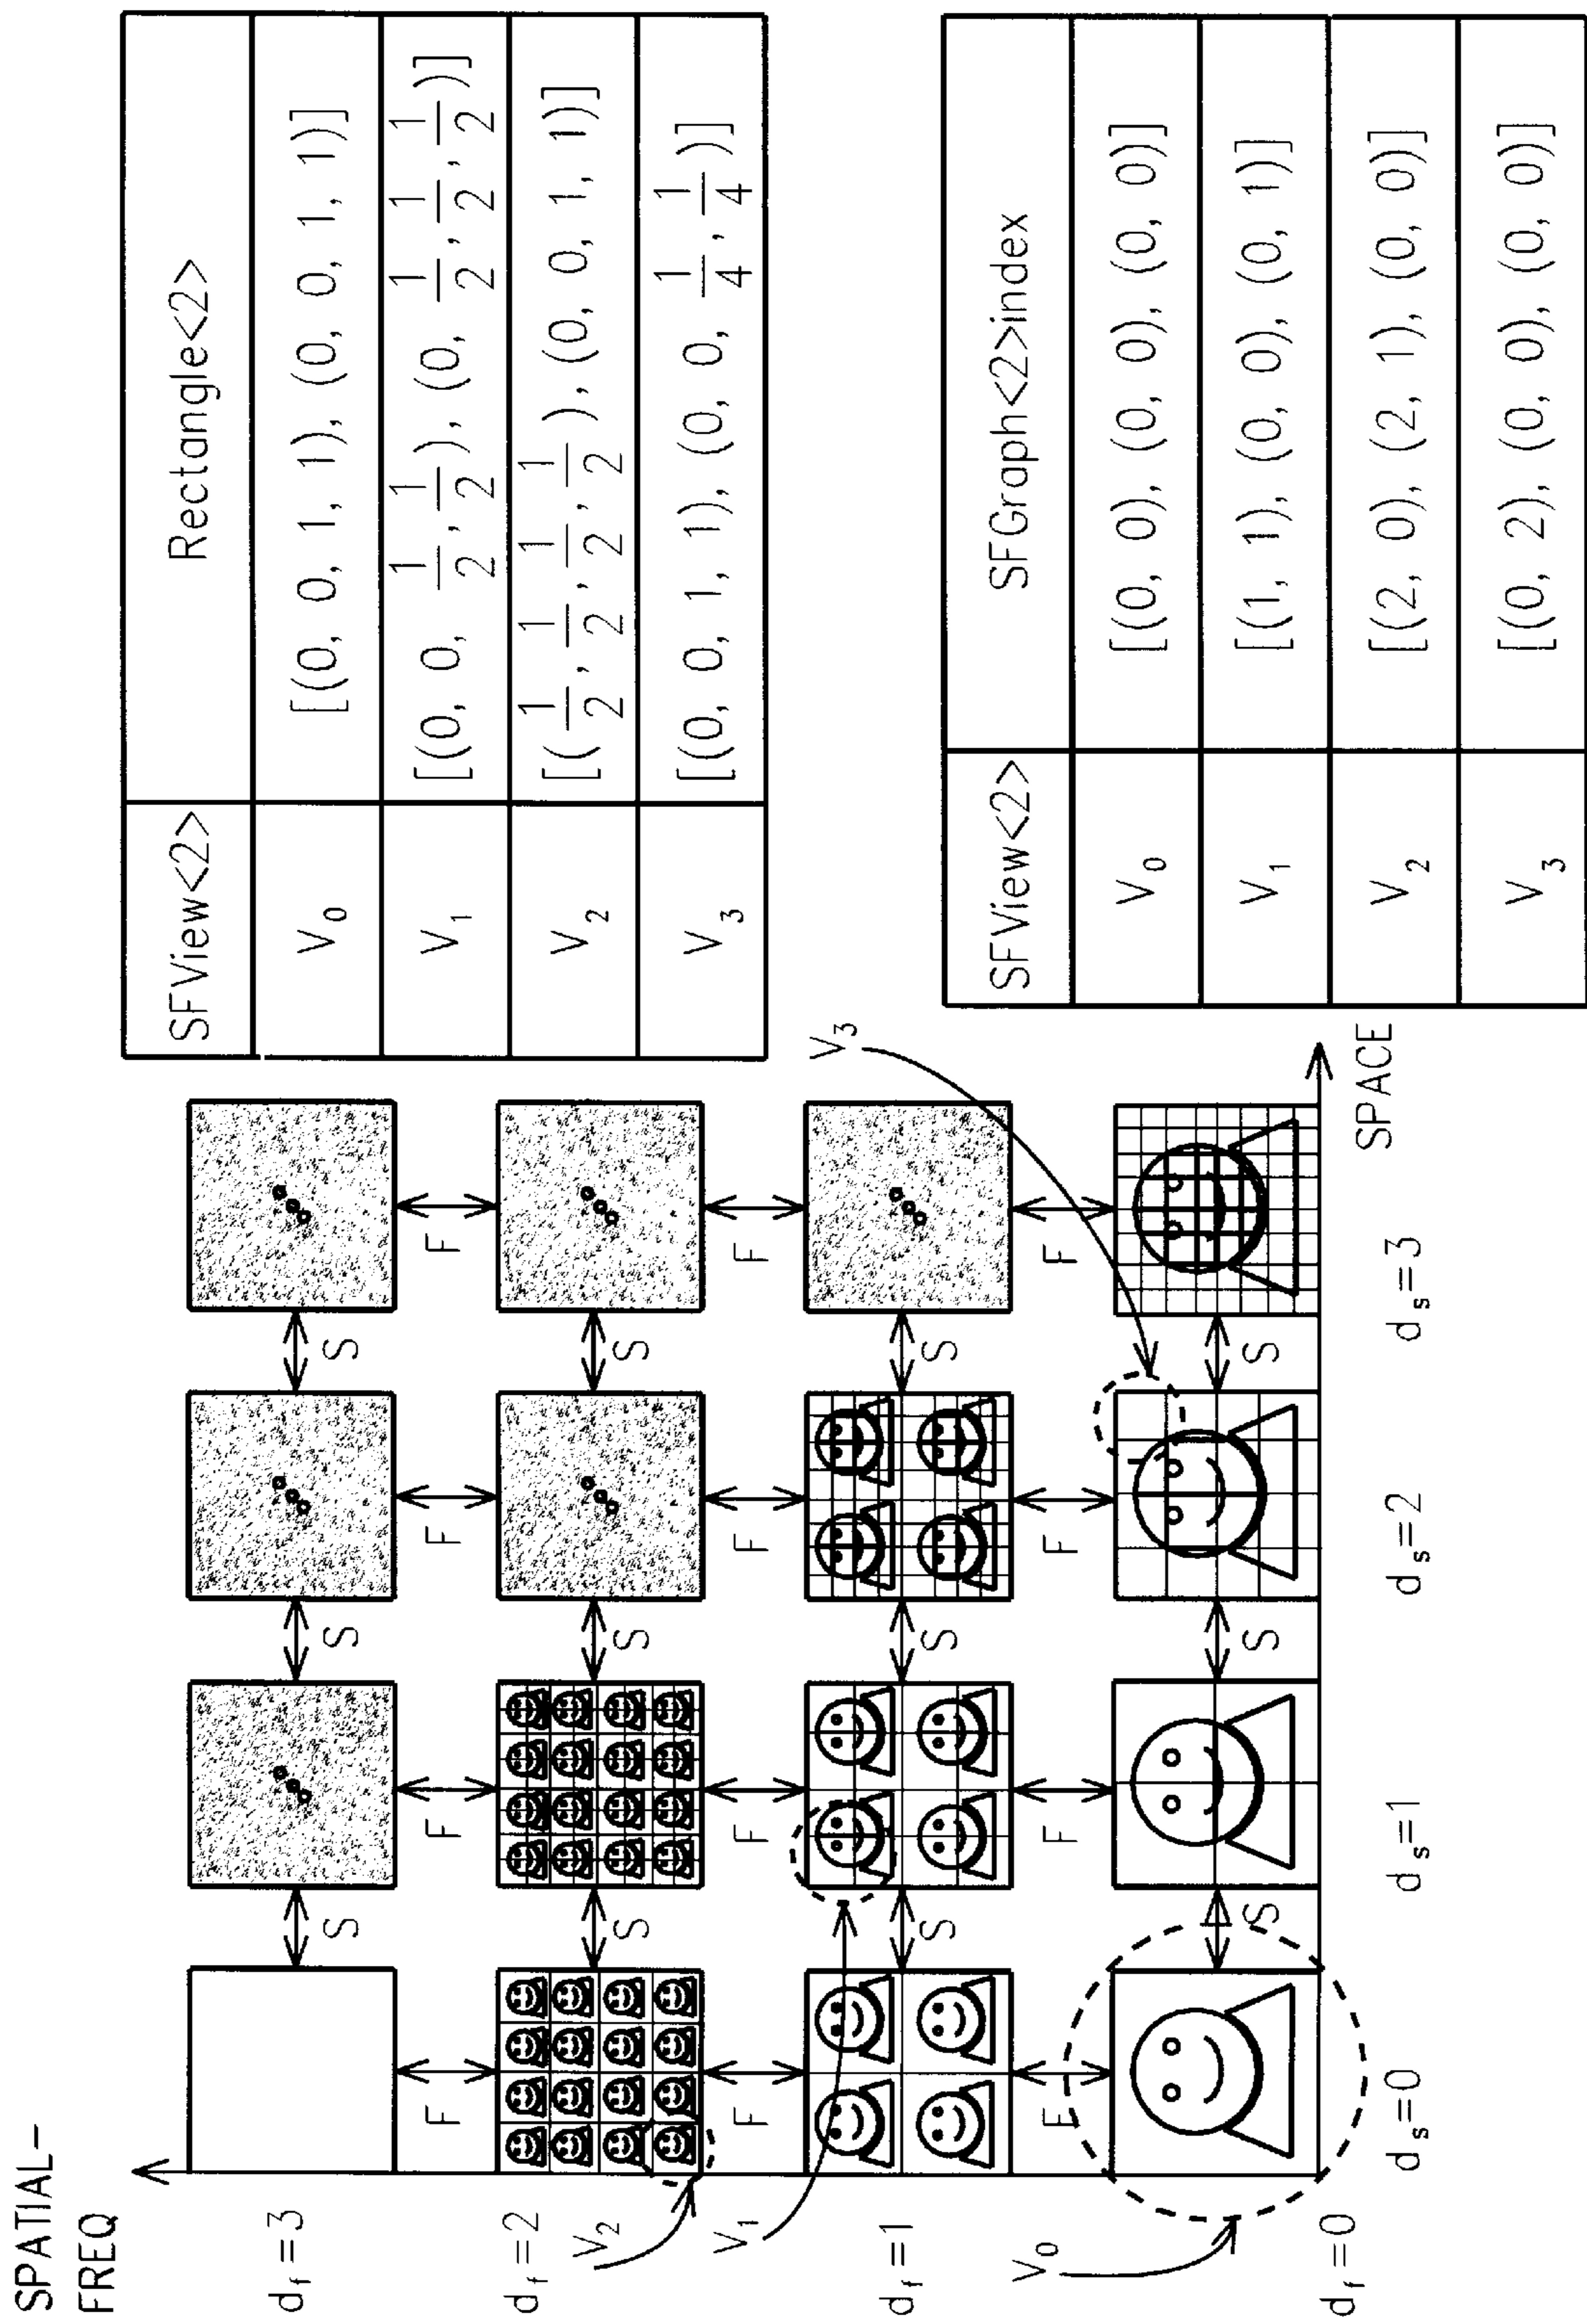 SPATIAL-
FREQ
d_f=3
d_f=2
d_f=1
d_f=0
V_2
V_1
V_0
V_3
S S S
F F F F
S S S
F F F F
S S S
F F F F
S S S
d_s=0 d_s=1 d_s=2 d_s=3
SPACE
SFView<2> Rectangle<2>
V_0 [(0, 0, 1, 1), (0, 0, 1, 1)]
V_1 [(0, 0, 1/2, 1/2), (0, 1/2, 1/2, 1/2)]
V_2 [(1/2, 1/2, 1/2, 1/2), (0, 0, 1, 1)]
V_3 [(0, 0, 1, 1), (0, 0, 1/4, 1/4)]
SFView<2> SFGraph<2>index
V_0 [(0, 0), (0, 0), (0, 0)]
V_1 [(1, 1), (0, 0), (0, 1)]
V_2 [(2, 0), (2, 1), (0, 0)]
V_3 [(0, 2), (0, 0), (0, 0)]